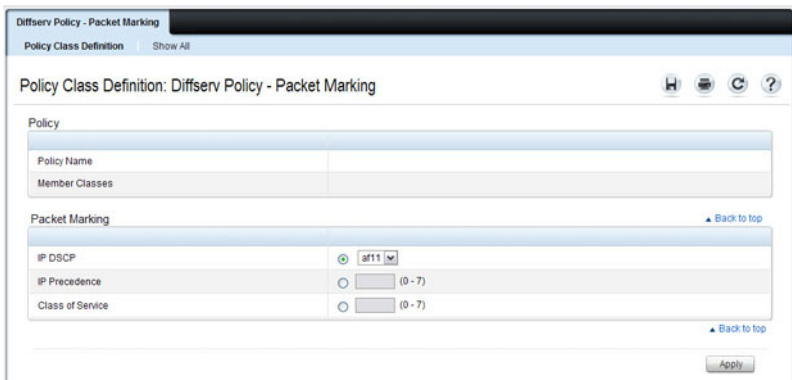 Diffserv Policy - Packet Marking
Policy Class Definition Show All
Policy Class Definition: Diffserv Policy - Packet Marking
?
Policy
Policy Name
Member Classes
Packet Marking
Back to top
IP DSCP af11
IP Precedence (0 - 7)
Class of Service (0 - 7)
Back to top
Apply